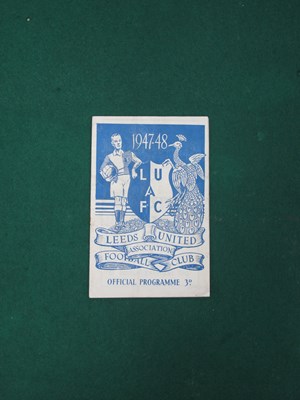 1947-48
L U
A
F C
LEEDS UNITED
ASSOCIATION
FOOTBALL CLUB
OFFICIAL PROGRAMME 3D